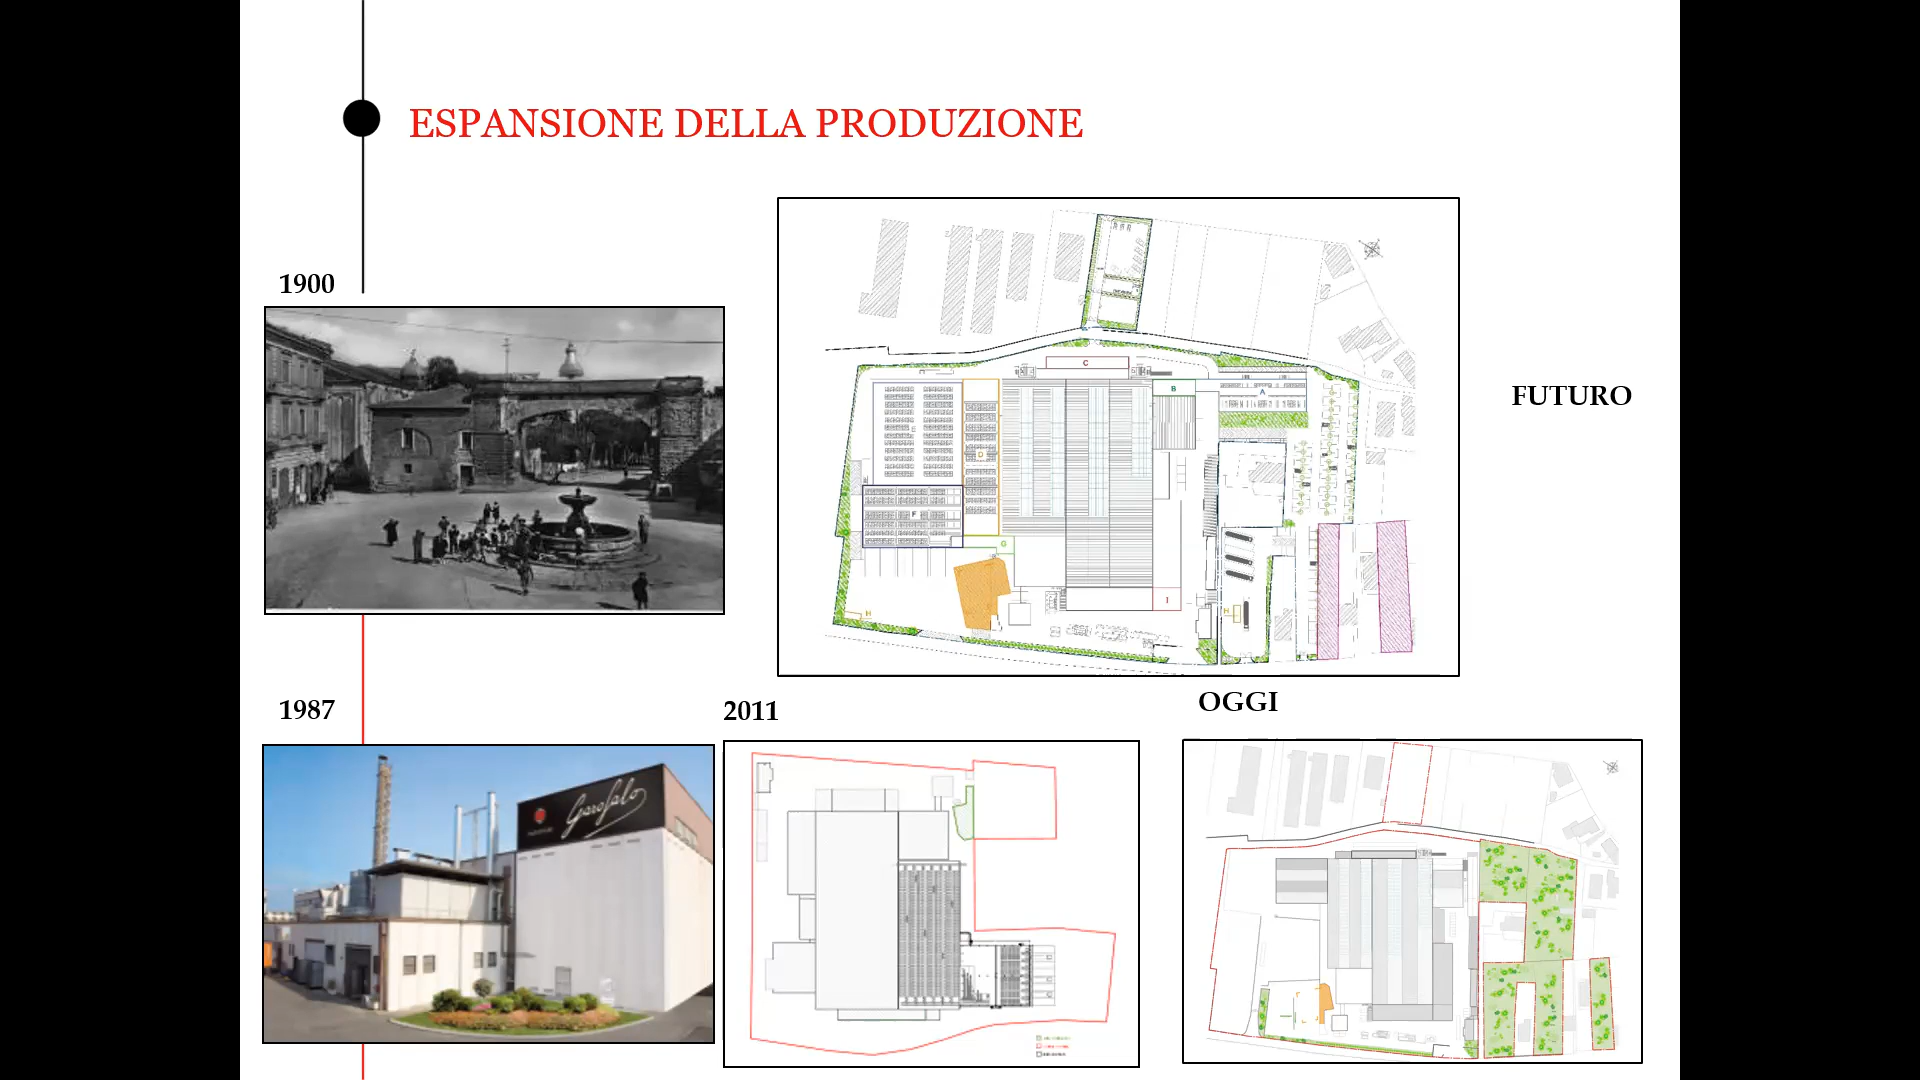 ESPANSIONE DELLA PRODUZIONE
1900
FUTURO
C
B
A
E
D
F
G
H
H
I
1987
2011
OGGI
Garofalo